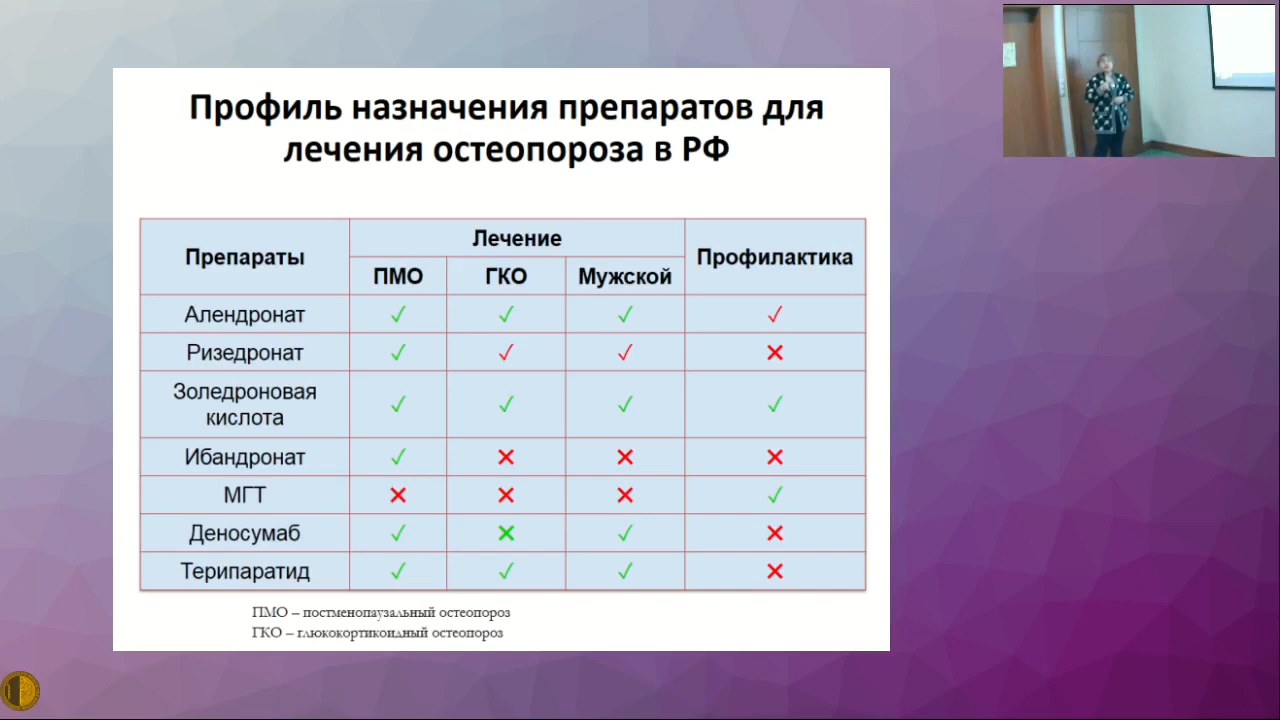 Профиль назначения препаратов для
лечения остеопороза в РФ
Препараты
Лечение
Профилактика
ПМО ГКО Мужской
Алендронат ✓ ✓ ✓ ✓
Ризедронат ✓ ✓ ✓ ✕
Золедроновая
кислота ✓ ✓ ✓ ✓
Ибандронат ✓ ✕ ✕ ✕
МГТ ✕ ✕ ✕ ✓
Деносумаб ✓ ✕ ✓ ✕
Терипаратид ✓ ✓ ✓ ✕
ПМО – постменопаузальный остеопороз
ГКО – глюкокортикоидный остеопороз